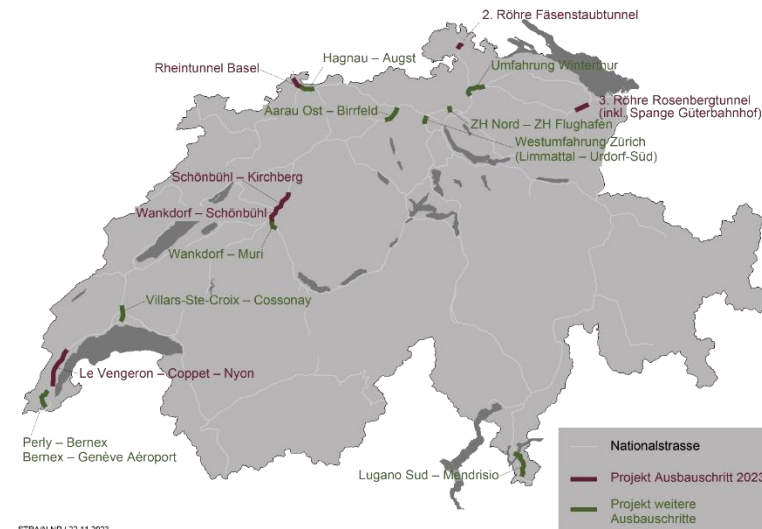 2. Röhre Fäsenstaubtunnel
Hagnau – Augst
Rheintunnel Basel
Umfahrung Winterthur
Aarau Ost – Birrfeld
3. Röhre Rosenbergtunnel
(inkl. Spange Güterbahnhof)
ZH Nord – ZH Flughafen
Westumfahrung Zürich
(Limmattal – Urdorf-Süd)
Schönbühl – Kirchberg
Wankdorf – Schönbühl
Wankdorf – Muri
Villars-Ste-Croix – Cossonay
Le Vengeron – Coppet – Nyon
Perly – Bernex
Bernex – Genève Aéroport
Lugano Sud – Mendrisio
Nationalstrasse
Projekt Ausbauschritt 2023
Projekt weitere
Ausbauschritte